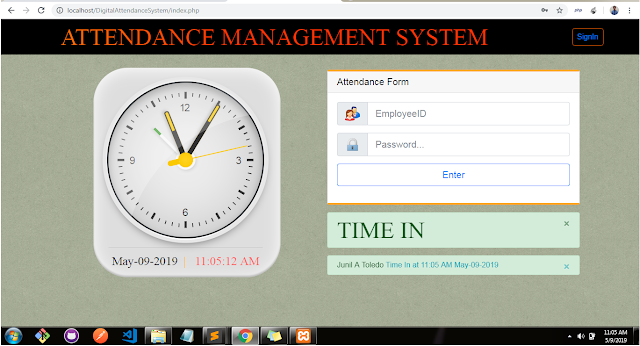 localhost/DigitalAttendanceSystem/index.php
ATTENDANCE MANAGEMENT SYSTEM
SignIn
12
3
6
9
May-09-2019 | 11:05:12 AM
Attendance Form
EmployeeID
Password...
Enter
TIME IN ×
Junil A Toledo Time In at 11:05 AM May-09-2019 ×
11:05 AM
5/9/2019